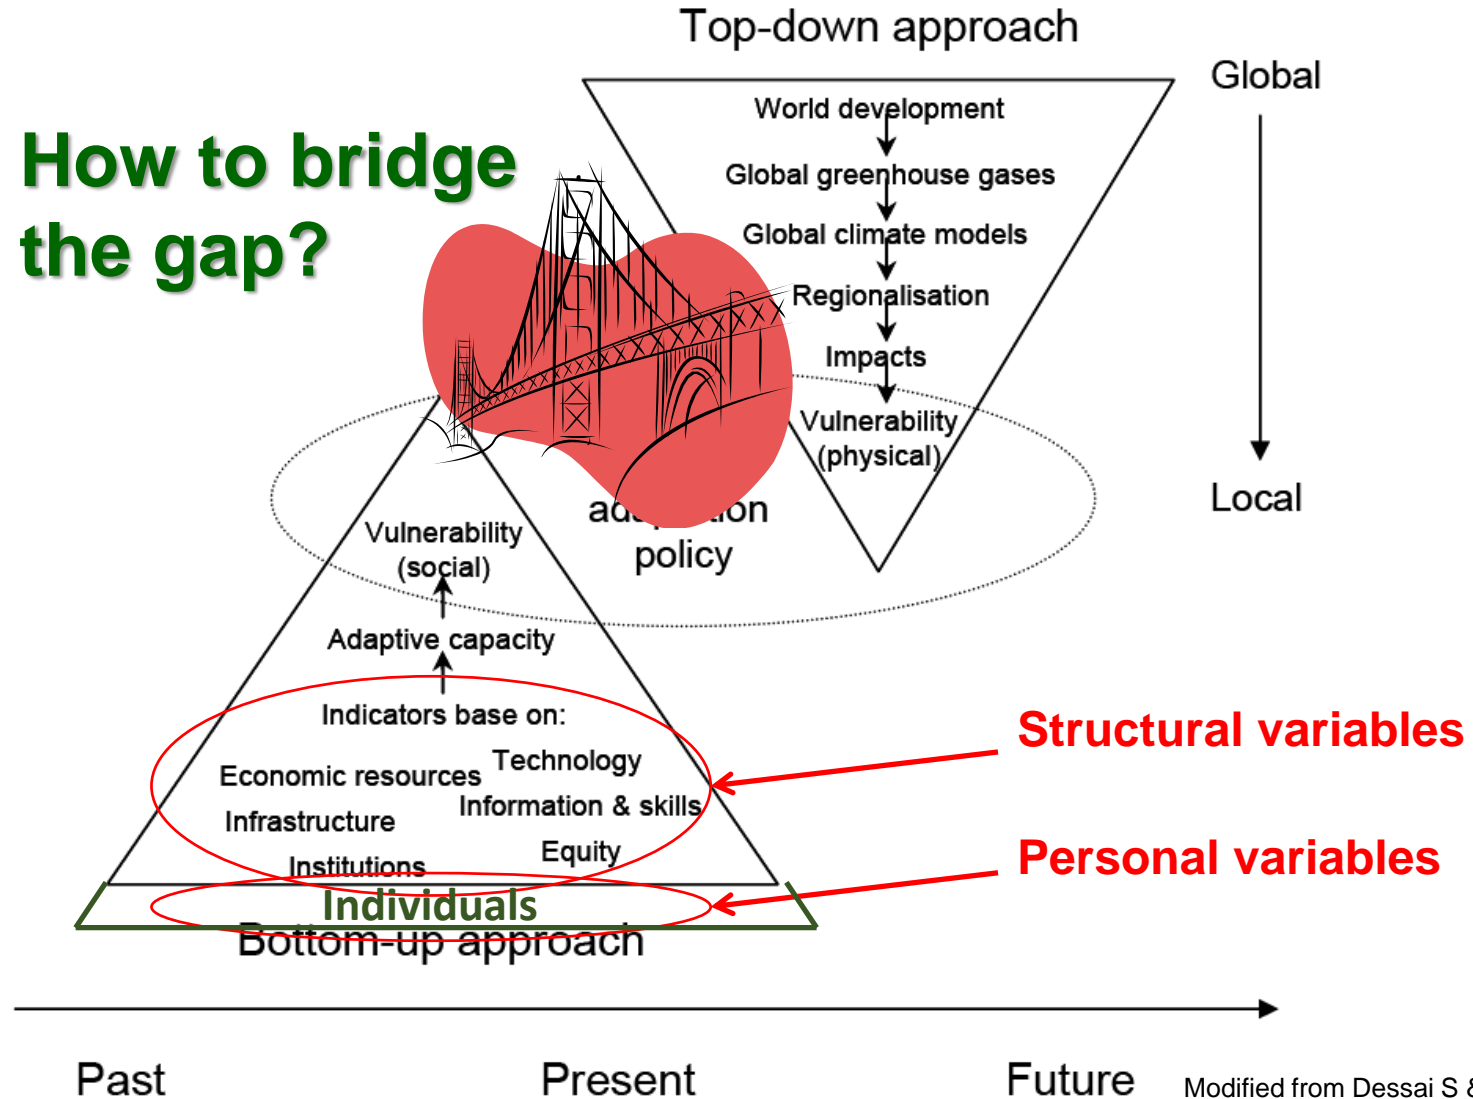 Top-down approach
Global
World development
How to bridge
the gap?
Global greenhouse gases
Global climate models
Regionalisation
Impacts
Vulnerability
(physical)
Local
policy
Vulnerability
(social)
Adaptive capacity
Indicators base on:
Structural variables
Technology
Economic resources
Information & skills
Infrastructure
Equity
Institutions
Personal variables
Individuals
Bottom-up approach
Past
Present
Future
Modified from Dessai S &